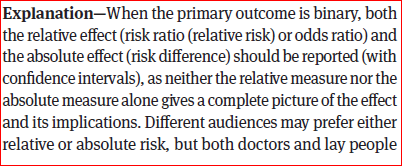 Explanation—When the primary outcome is binary, both
the relative effect (risk ratio (relative risk) or odds ratio) and
the absolute effect (risk difference) should be reported (with
confidence intervals), as neither the relative measure nor the
absolute measure alone gives a complete picture of the effect
and its implications. Different audiences may prefer either
relative or absolute risk, but both doctors and lay people